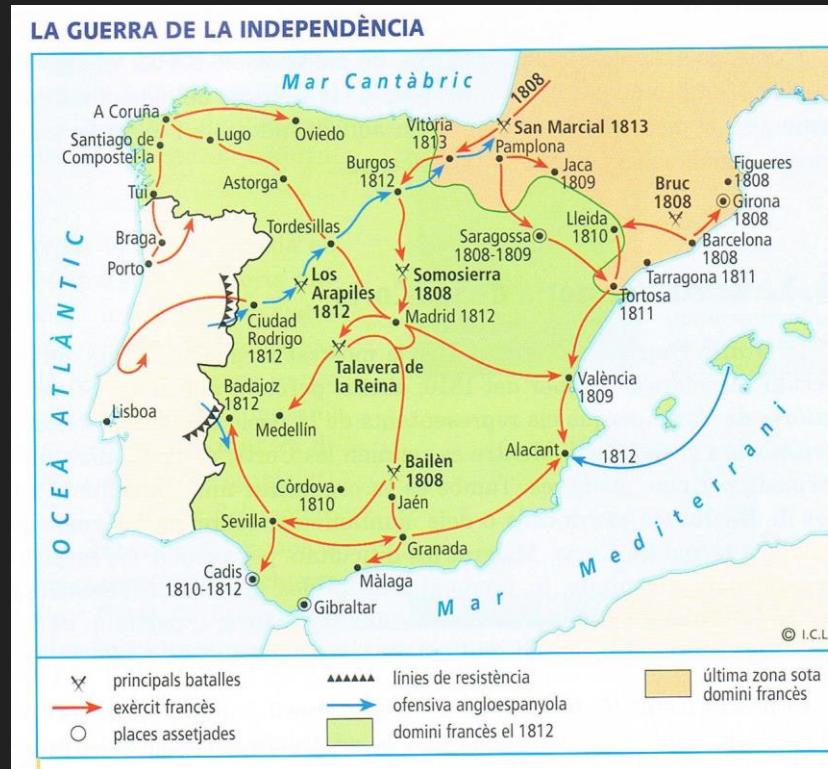 LA GUERRA DE LA INDEPENDÈNCIA
Mar Cantàbric
1808
A Coruña
Oviedo
Santiago de
Compostel·la
Lugo
Vitòria
1813
San Marcial 1813
Pamplona
Jaca
1809
Figueres
1808
Girona
1808
Burgos
1812
Bruc
1808
Astorga
Tui
Lleida
1810
Tordesillas
Saragossa
1808-1809
Barcelona
1808
Braga
Porto
Tarragona 1811
Tortosa
1811
Los
Arapiles
1812
Somosierra
1808
Madrid 1812
Ciudad
Rodrigo
1812
OCEÀ ATLÀNTIC
Talavera de
la Reina
Badajoz
1812
València
1809
Lisboa
Medellín
Alacant
1812
Bailèn
1808
Còrdova
1810
Jaén
Sevilla
Granada
Cadis
1810-1812
Màlaga
Gibraltar
Mar Mediterrani
© I.C.L
principals batalles
exèrcit francès
places assetjades
línies de resistència
ofensiva angloespanyola
domini francès el 1812
última zona sota
domini francès